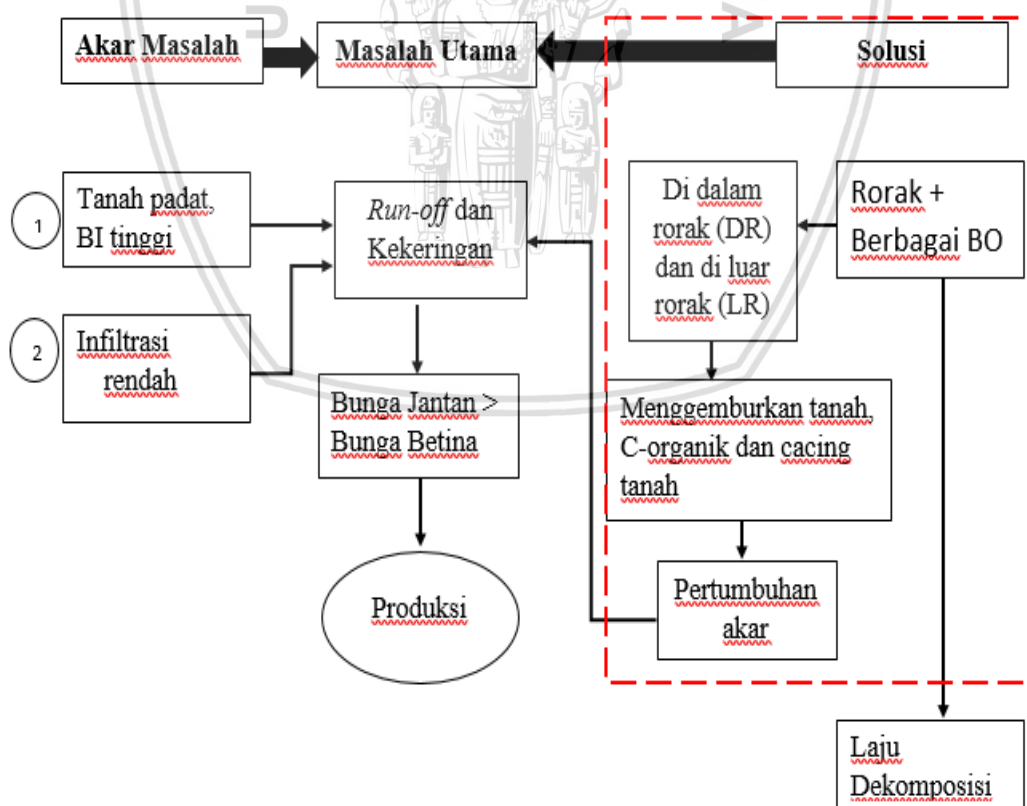 Akar Masalah
Masalah Utama
Solusi
1
Tanah padat,
BI tinggi
Run-off dan
Kekeringan
Di dalam
rorak (DR)
dan di luar
rorak (LR)
Rorak +
Berbagai BO
2
Infiltrasi
rendah
Bunga Jantan >
Bunga Betina
Menggemburkan tanah,
C-organik dan cacing
tanah
Produksi
Pertumbuhan
akar
Laju
Dekomposisi